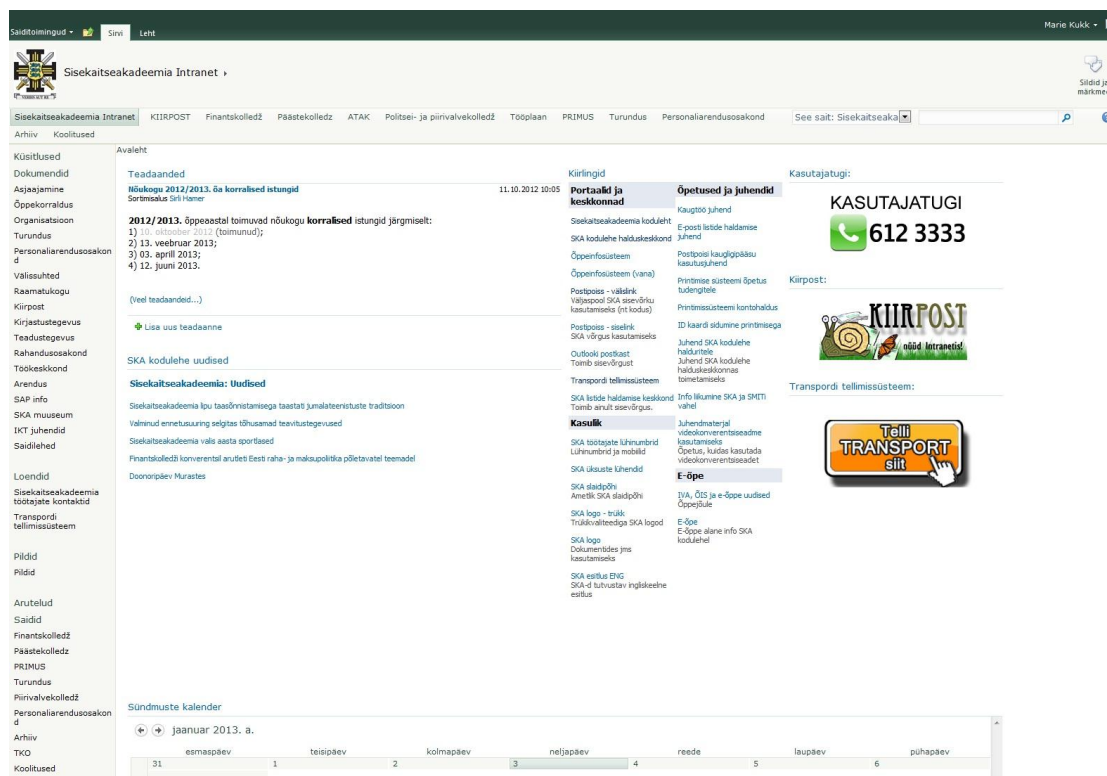 Saiditoimingud
Sirvi
Leht
Marie Kukk
Sisekaitseakadeemia Intranet
Sildid ja
märkmed
Sisekaitseakadeemia Intranet KIIRPOST Finantskolledž Päästekolledz ATAK Politsei- ja piirivalvekolledž Tööplaan PRIMUS Turundus Personaliarendusosakond
See sait: Sisekaitseaka
Arhiiv Koolitused
Avaleht
Küsitlused
Dokumendid
Asjaajamine
Õppekorraldus
Organisatsioon
Turundus
Personaliarendusosakon
d
Välissuhted
Raamatukogu
Kiirpost
Kirjastustegevus
Teadustegevus
Rahandusosakond
Töökeskkond
Arendus
SAP info
SKA muuseum
IKT juhendid
Saidilehed
Loendid
Sisekaitseakadeemia
töötajate kontaktid
Transpordi
tellimissüsteem
Pildid
Pildid
Arutelud
Saidid
Finantskolledž
Päästekolledz
PRIMUS
Turundus
Piirivalvekolledž
Personaliarendusosakon
d
Arhiiv
TKO
Koolitused
Teadaanded
Nõukogu 2012/2013. õa korralised istungid 11.10.2012 10:05
Sortimisalus Sirli Hamer
2012/2013. õppeaastal toimuvad nõukogu korralised istungid järgmiselt:
1) 10. oktoober 2012 (toimunud);
2) 13. veebruar 2013;
3) 03. aprill 2013;
4) 12. juuni 2013.
(Veel teadaandeid...)
Lisa uus teadaanne
SKA kodulehe uudised
Sisekaitseakadeemia: Uudised
Sisekaitseakadeemia lipu taasõnnistamisega taastati jumalateenistuste traditsioon
Valminud ennetusuuring selgitas tõhusamad teavitustegevused
Sisekaitseakadeemia valis aasta sportlased
Finantskolledži konverentsil arutleti Eesti raha- ja maksupoliitika põletavatel teemadel
Doonoripäev Murastes
Kiirlingid
Portaalid ja
keskkonnad
Sisekaitseakadeemia koduleht
SKA kodulehe halduskeskkond
Õppeinfosüsteem
Õppeinfosüsteem (vana)
Postipoiss - välislink
Väljaspool SKA sisevõrku
kasutamiseks (nt kodus)
Postipoiss - siselink
SKA võrgus kasutamiseks
Outlooki postkast
Toimib sisevõrgust
Transpordi tellimissüsteem
SKA listide haldamise keskkond
Toimib ainult sisevõrgus.
Kasulik
SKA töötajate lühinumbrid
Lühinumbrid ja mobiilid
SKA üksuste lühendid
SKA slaidipõhi
Ametlik SKA slaidipõhi
SKA logo - trükk
Trükikvaliteediga SKA logod
SKA logo
Dokumentides jms
kasutamiseks
SKA esitlus ENG
SKA-d tutvustav ingliskeelne
esitlus
Õpetused ja juhendid
Kaugtöö juhend
E-posti listide haldamise
juhend
Postipoisi kaugligipääsu
kasutusjuhend
Printimise süsteemi õpetus
tudengitele
Printimissüsteemi kontohaldus
ID kaardi sidumine printimisega
Juhend SKA kodulehe
halduritele
Juhend SKA kodulehe
halduskeskkonnas
toimetamiseks
Info liikumine SKA ja SMITi
vahel
Juhendmaterjal
videokonverentsiseadme
kasutamiseks
Õpetus, kuidas kasutada
videokonverentsiseadet
E-õpe
IVA, ÕIS ja e-õppe uudised
Õppejõule
E-õpe
E-õppe alane info SKA
kodulehel
Kasutajatugi:
KASUTAJATUGI
612 3333
Kiirpost:
KIIRPOST
nüüd Intranetis!
Transpordi tellimissüsteem:
Telli
TRANSPORT
siit
Sündmuste kalender
jaanuar 2013. a.
esmaspäev teisipäev kolmapäev neljapäev reede laupäev pühapäev
31 1 2 3 4 5 6